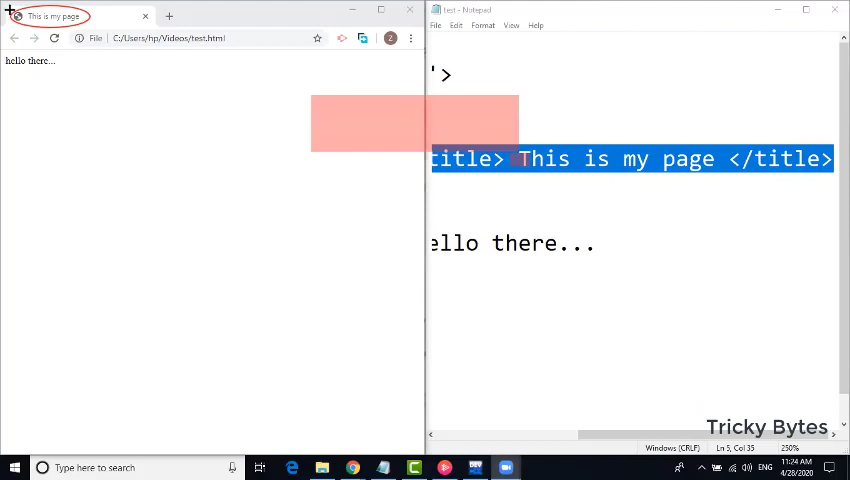 This is my page
File C:/Users/hp/Videos/test.html
Z
hello there...
test - Notepad
File Edit Format View Help
'>
title> This is my page </title>
ello there...
Tricky Bytes
Windows (CRLF) Ln 5, Col 35 250%
Type here to search
DEV
ENG
11:24 AM
4/28/2020